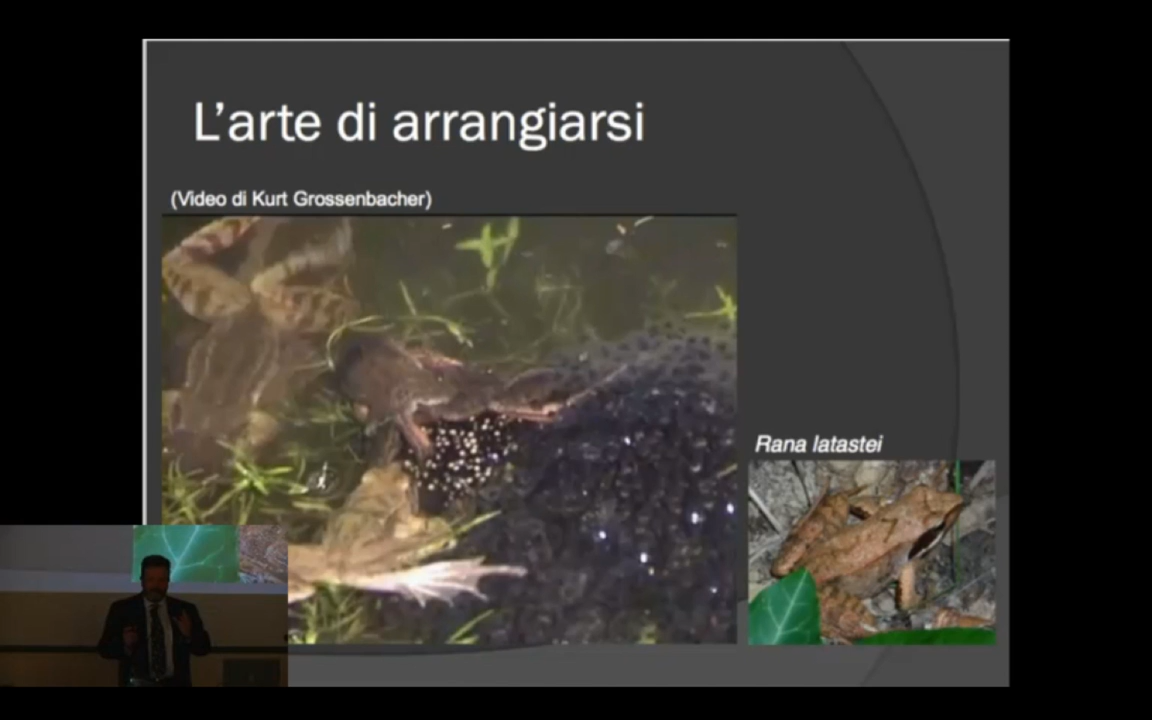 L'arte di arrangiarsi
(Video di Kurt Grossenbacher)
Rana latastei